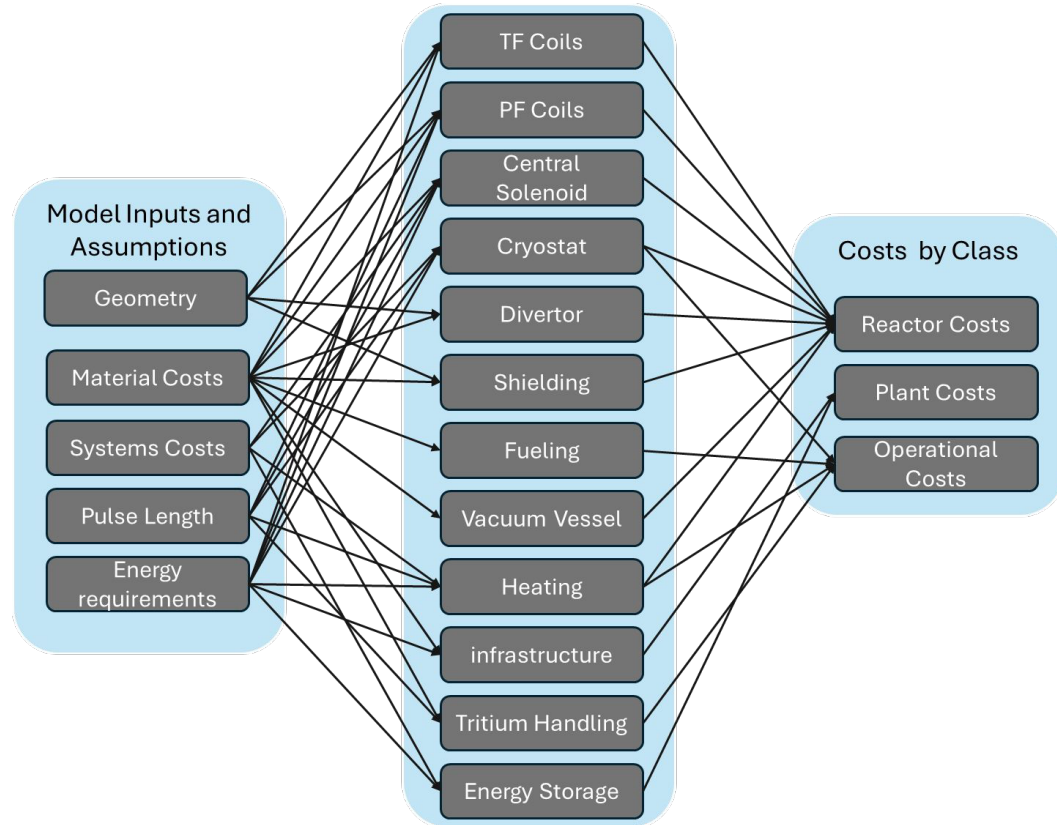 Model Inputs and
Assumptions
Geometry
Material Costs
Systems Costs
Pulse Length
Energy
requirements
TF Coils
PF Coils
Central
Solenoid
Cryostat
Divertor
Shielding
Fueling
Vacuum Vessel
Heating
infrastructure
Tritium Handling
Energy Storage
Costs by Class
Reactor Costs
Plant Costs
Operational
Costs